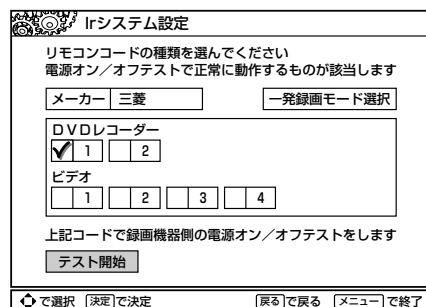 Irシステム設定
リモコンコードの種類を選んでください
電源オン／オフテストで正常に動作するものが該当します
メーカー 三菱 一発録画モード選択
DVDレコーダー
1 2
ビデオ
1 2 3 4
上記コードで録画機器側の電源オン／オフテストをします
テスト開始
で選択 決定 で決定 戻る で戻る メニュー で終了